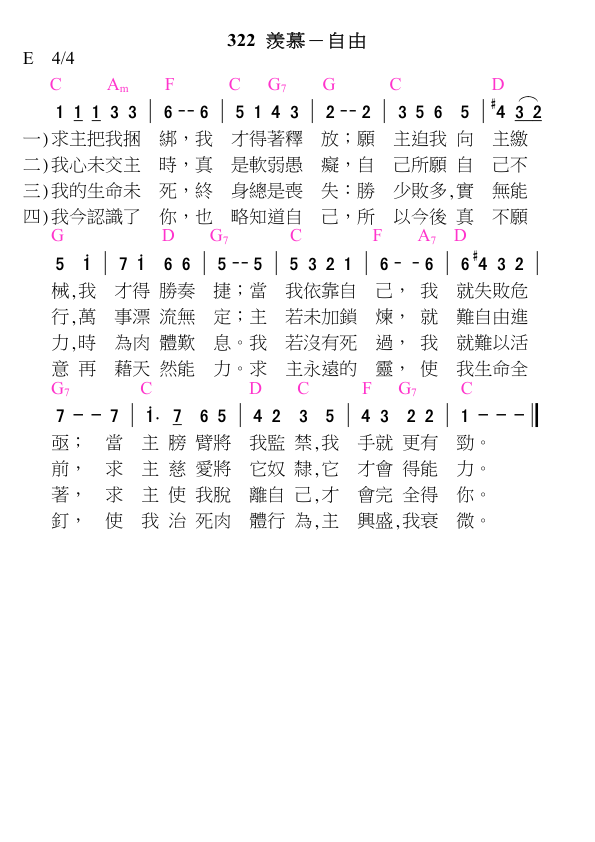 322 羨慕－自由
E 4/4
C Am F C G7 G C D
1 1 1 3 3 | 6 -- 6 | 5 1 4 3 | 2 -- 2 | 3 5 6 5 | #4 3 2
一)求主把我捆 綁，我 才得著釋 放；願 主迫我 向 主繳
二)我心未交主 時，真 是軟弱愚 癡，自 己所願 自 己不
三)我的生命未 死，終 身總是喪 失：勝 少敗多,實 無能
四)我今認識了 你，也 略知道自 己，所 以今後 真 不願
G D G7 C F A7 D
5 i | 7 i 6 6 | 5 -- 5 | 5 3 2 1 | 6 - - 6 | 6 #4 3 2 |
械,我 才得 勝奏 捷；當 我依靠自 己， 我 就失敗危
行,萬 事漂 流無 定；主 若未加鎖 煉， 就 難自由進
力,時 為肉 體歎 息。我 若沒有死 過， 我 就難以活
意 再 藉天 然能 力。求 主永遠的 靈， 使 我生命全
G7 C D C F G7 C
7 - - 7 | i. 7 6 5 | 4 2 3 5 | 4 3 2 2 | 1 - - - ||
亟； 當 主 膀 臂將 我監 禁,我 手就 更有 勁。
前， 求 主 慈 愛將 它奴 隸,它 才會 得能 力。
著， 求 主 使 我脫 離自 己,才 會完 全得 你。
釘， 使 我 治 死肉 體行 為,主 興盛,我衰 微。